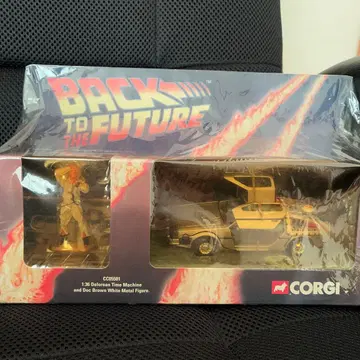 BACK
TO THE
FUTURE
CC05501
1:36 Delorean Time Machine
and Doc Brown White Metal Figure.
CORGI